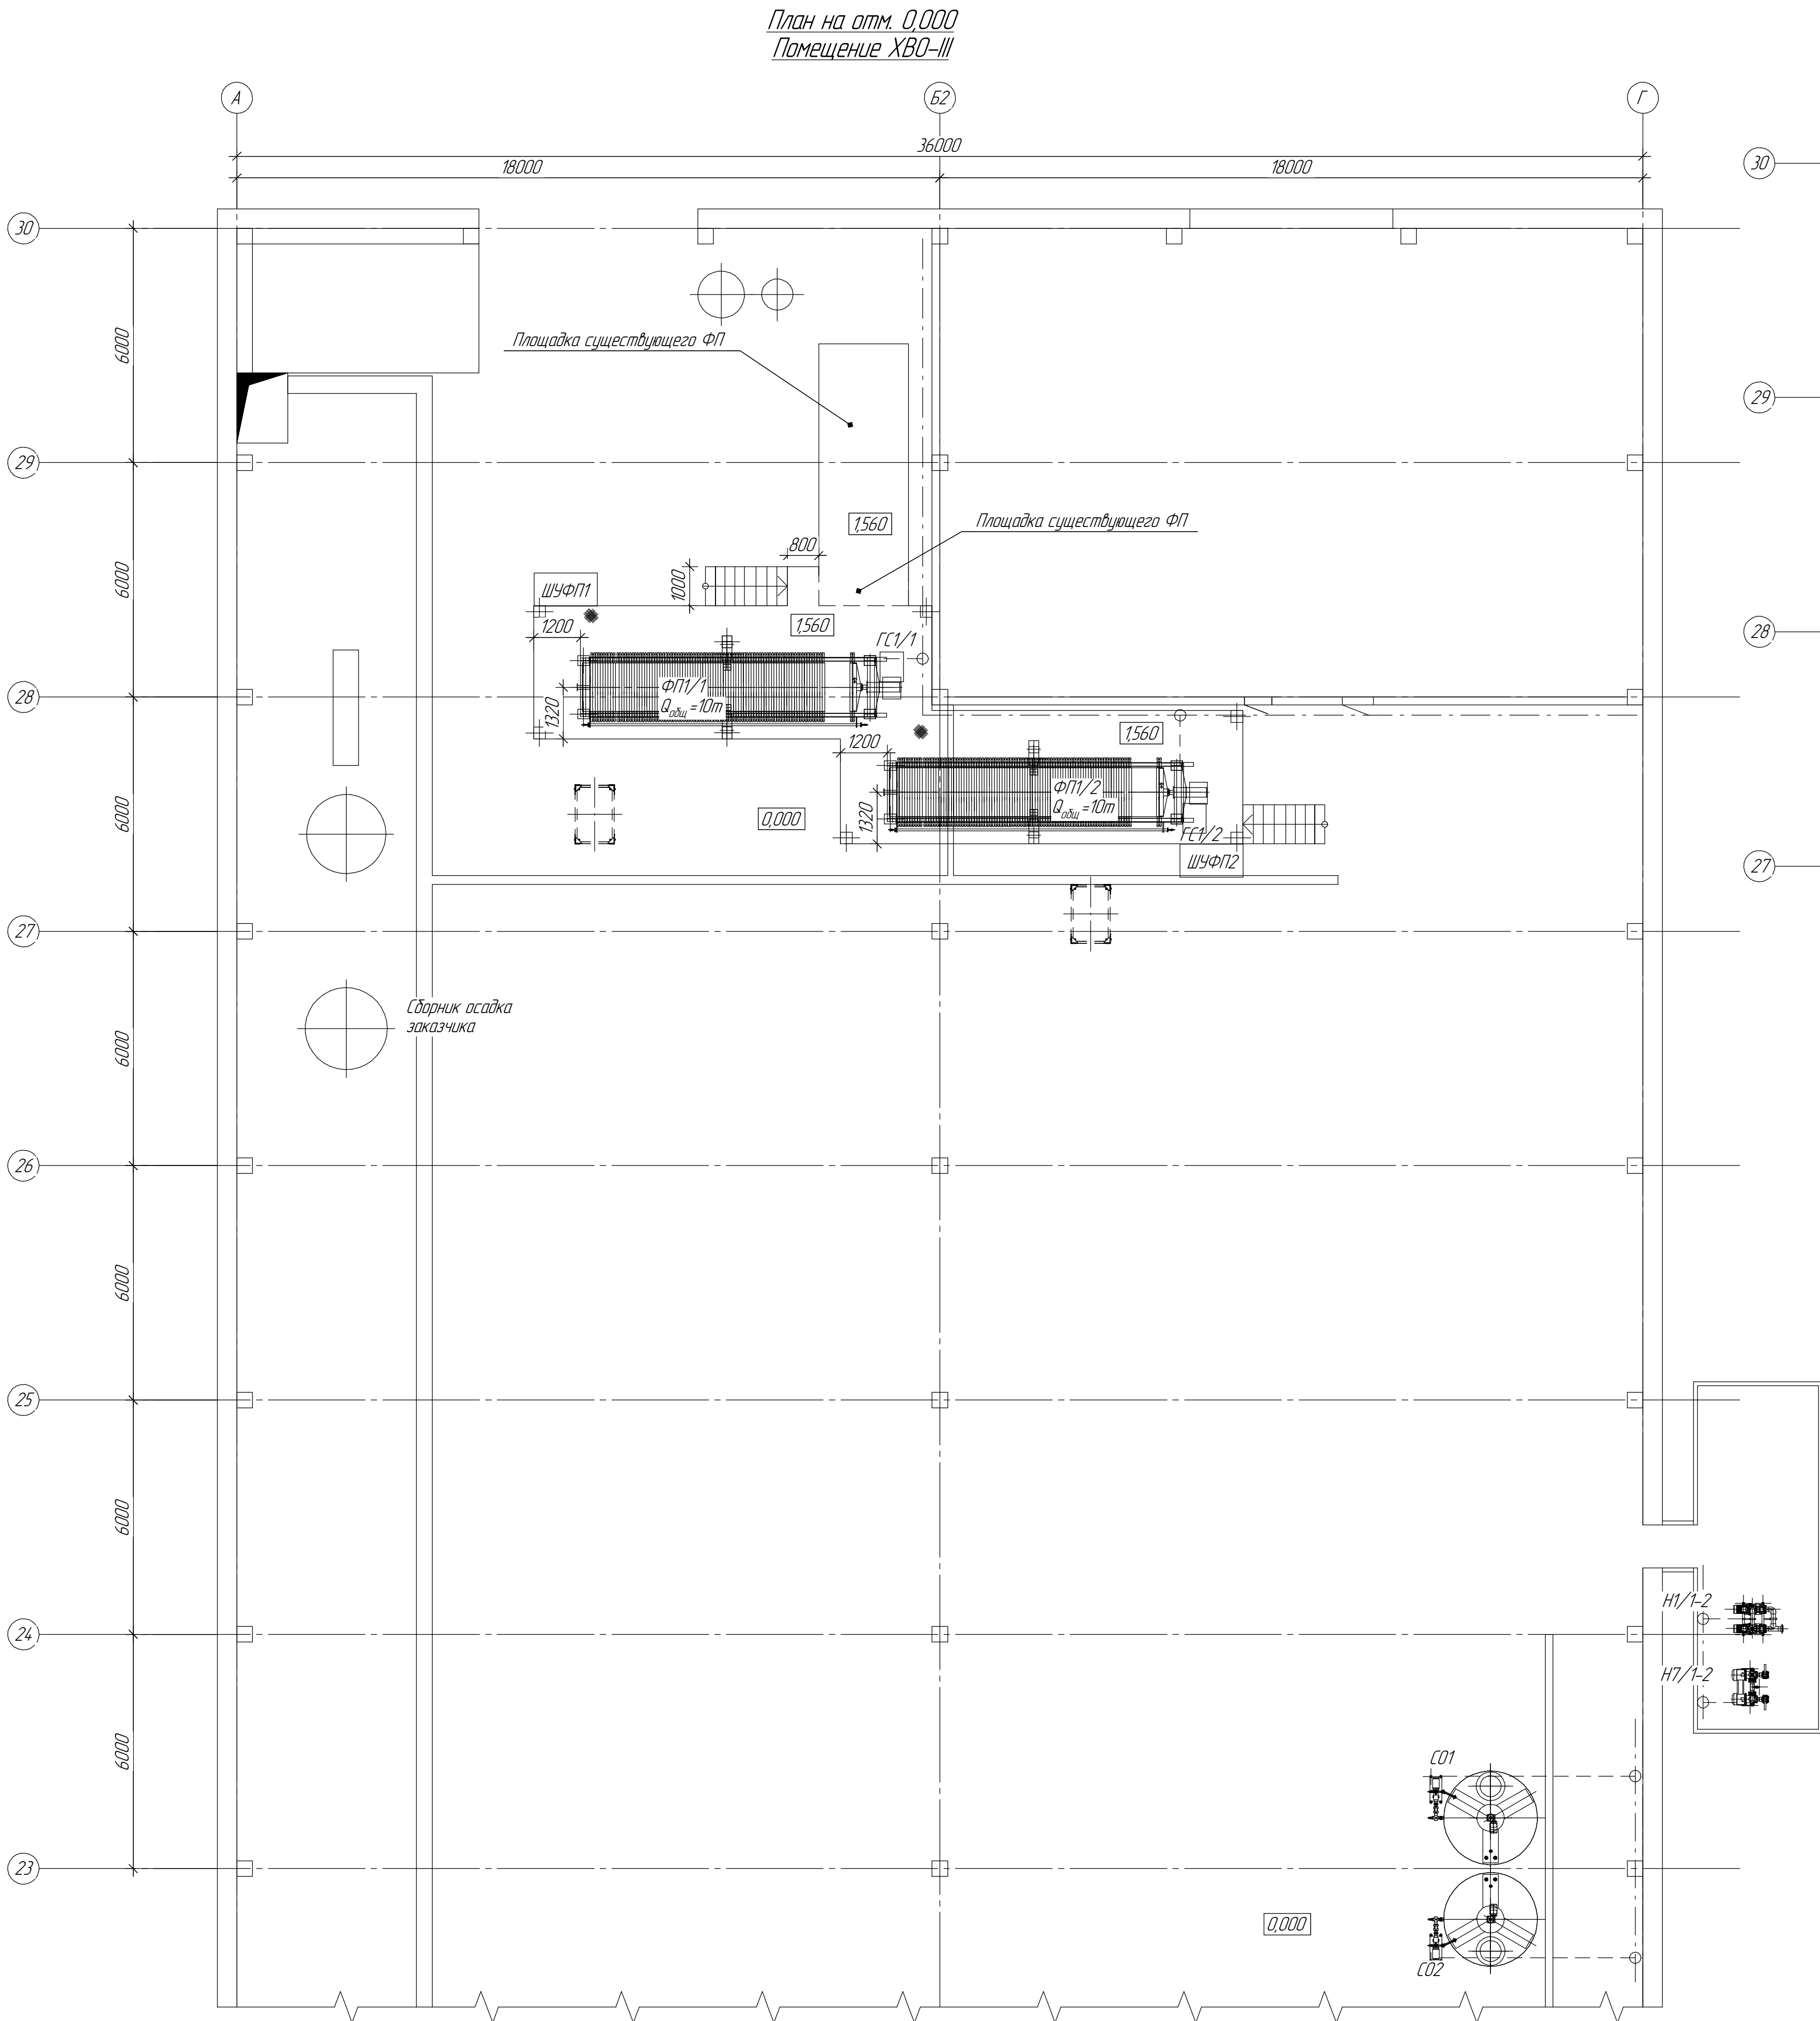 План на отм. 0,000
Помещение ХВО-III
А
Б2
Г
36000
18000
18000
30
30
6000
Площадка существующего ФП
29
29
1,560
Площадка существующего ФП
800
6000
1000
ШУФП1
1,560
1200
ГС1/1
28
28
ФП1/1
Qобщ=10т
1320
1,560
1200
ФП1/2
Qобщ=10т
6000
0,000
1320
ГС1/2
ШУФП2
27
27
Сборник осадка
заказчика
6000
26
6000
25
6000
Н1/1-2
24
Н7/1-2
6000
СО1
23
0,000
СО2